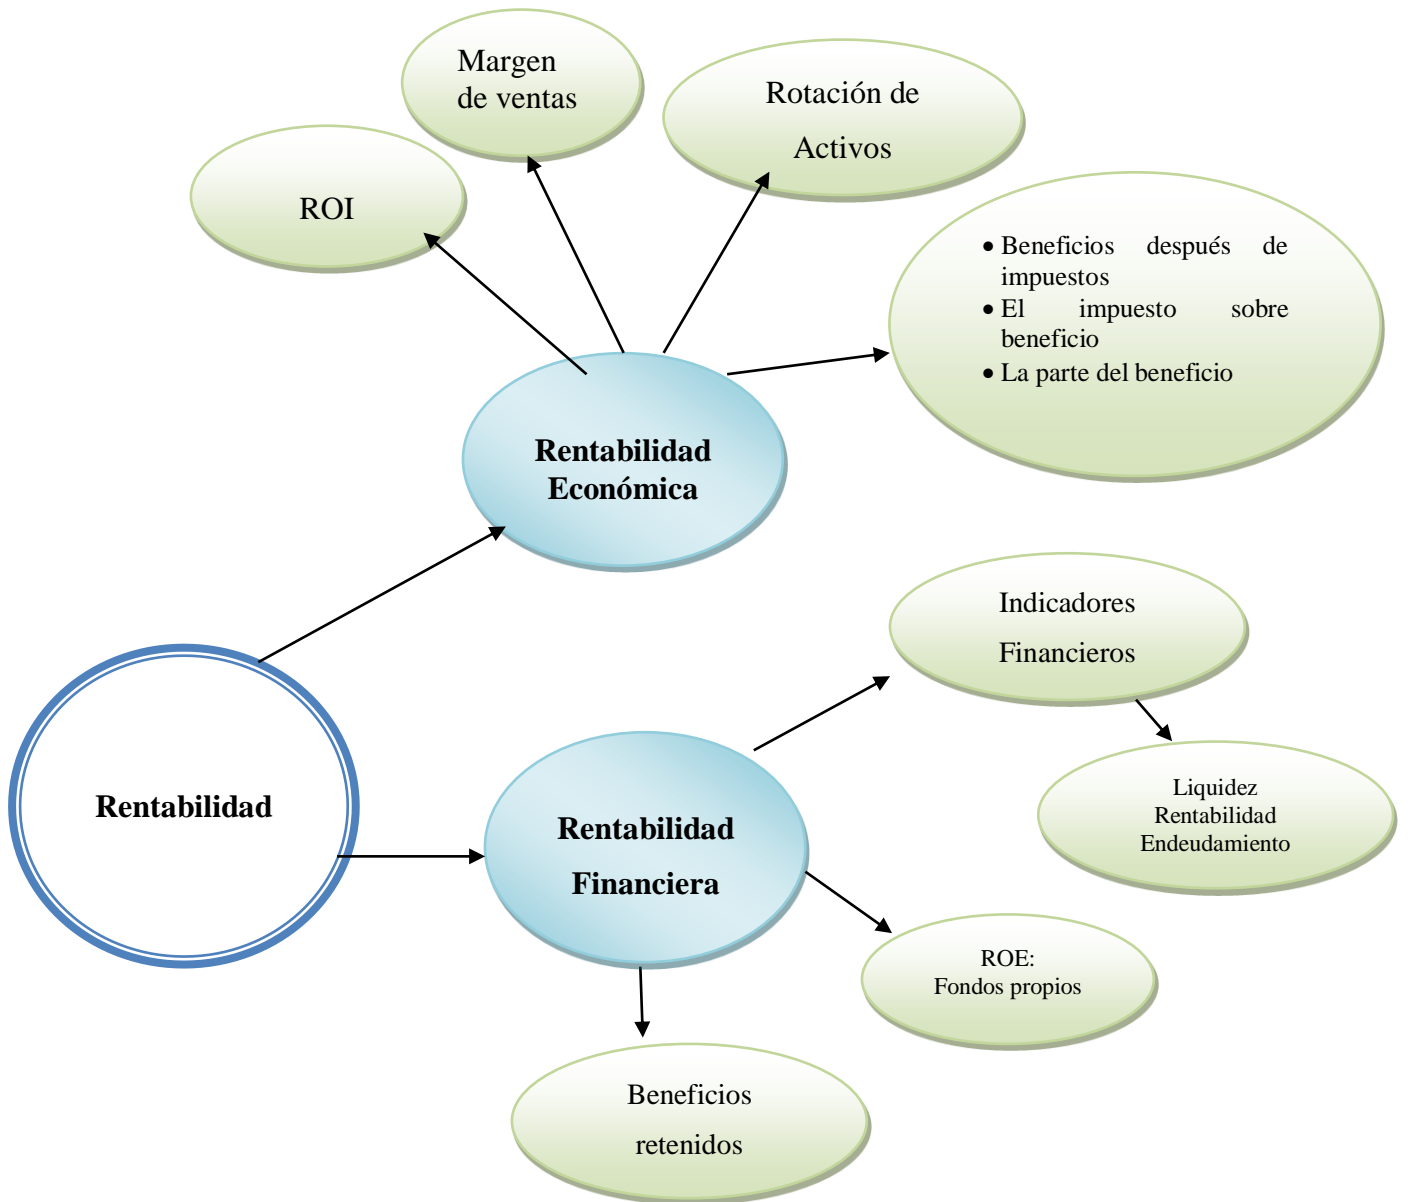 Margen
de ventas
Rotación de
Activos
ROI
• Beneficios después de
impuestos
• El impuesto sobre
beneficio
• La parte del beneficio
Rentabilidad
Económica
Indicadores
Financieros
Rentabilidad
Liquidez
Rentabilidad
Endeudamiento
Rentabilidad
Financiera
ROE:
Fondos propios
Beneficios
retenidos